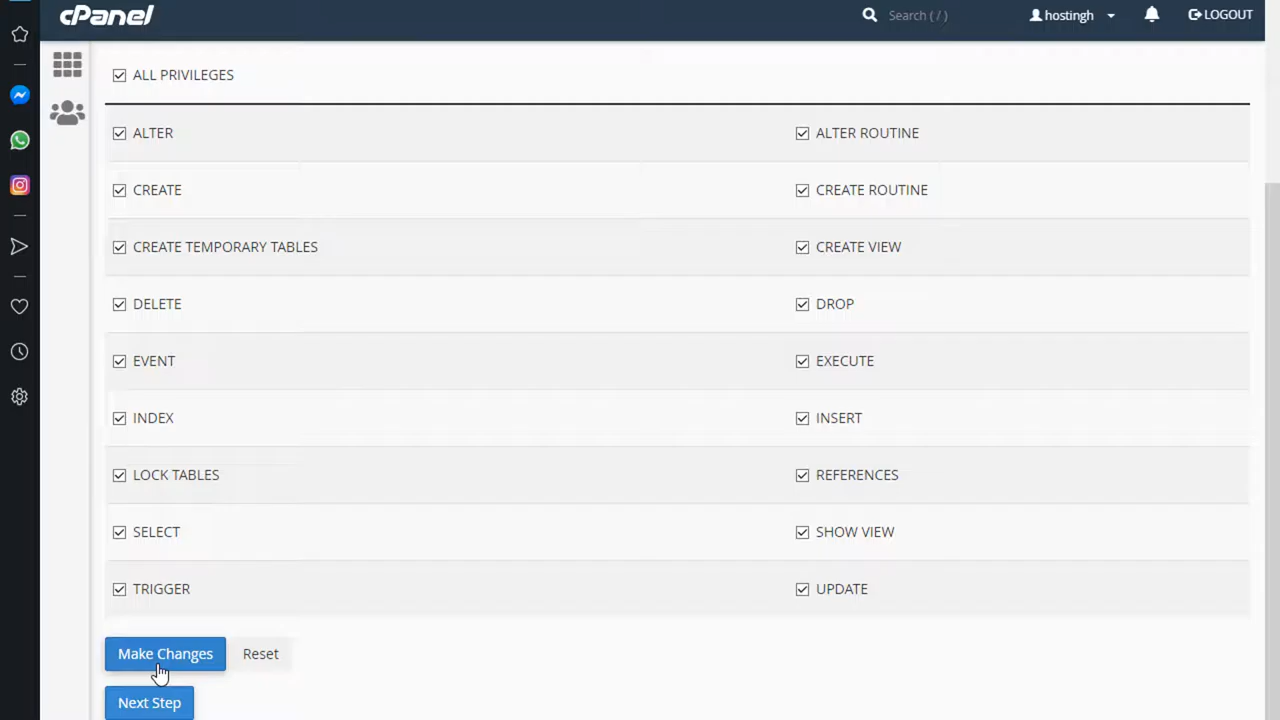 cPanel Search ( / ) hostingh LOGOUT
ALL PRIVILEGES
ALTER ALTER ROUTINE
CREATE CREATE ROUTINE
CREATE TEMPORARY TABLES CREATE VIEW
DELETE DROP
EVENT EXECUTE
INDEX INSERT
LOCK TABLES REFERENCES
SELECT SHOW VIEW
TRIGGER UPDATE
Make Changes Reset
Next Step